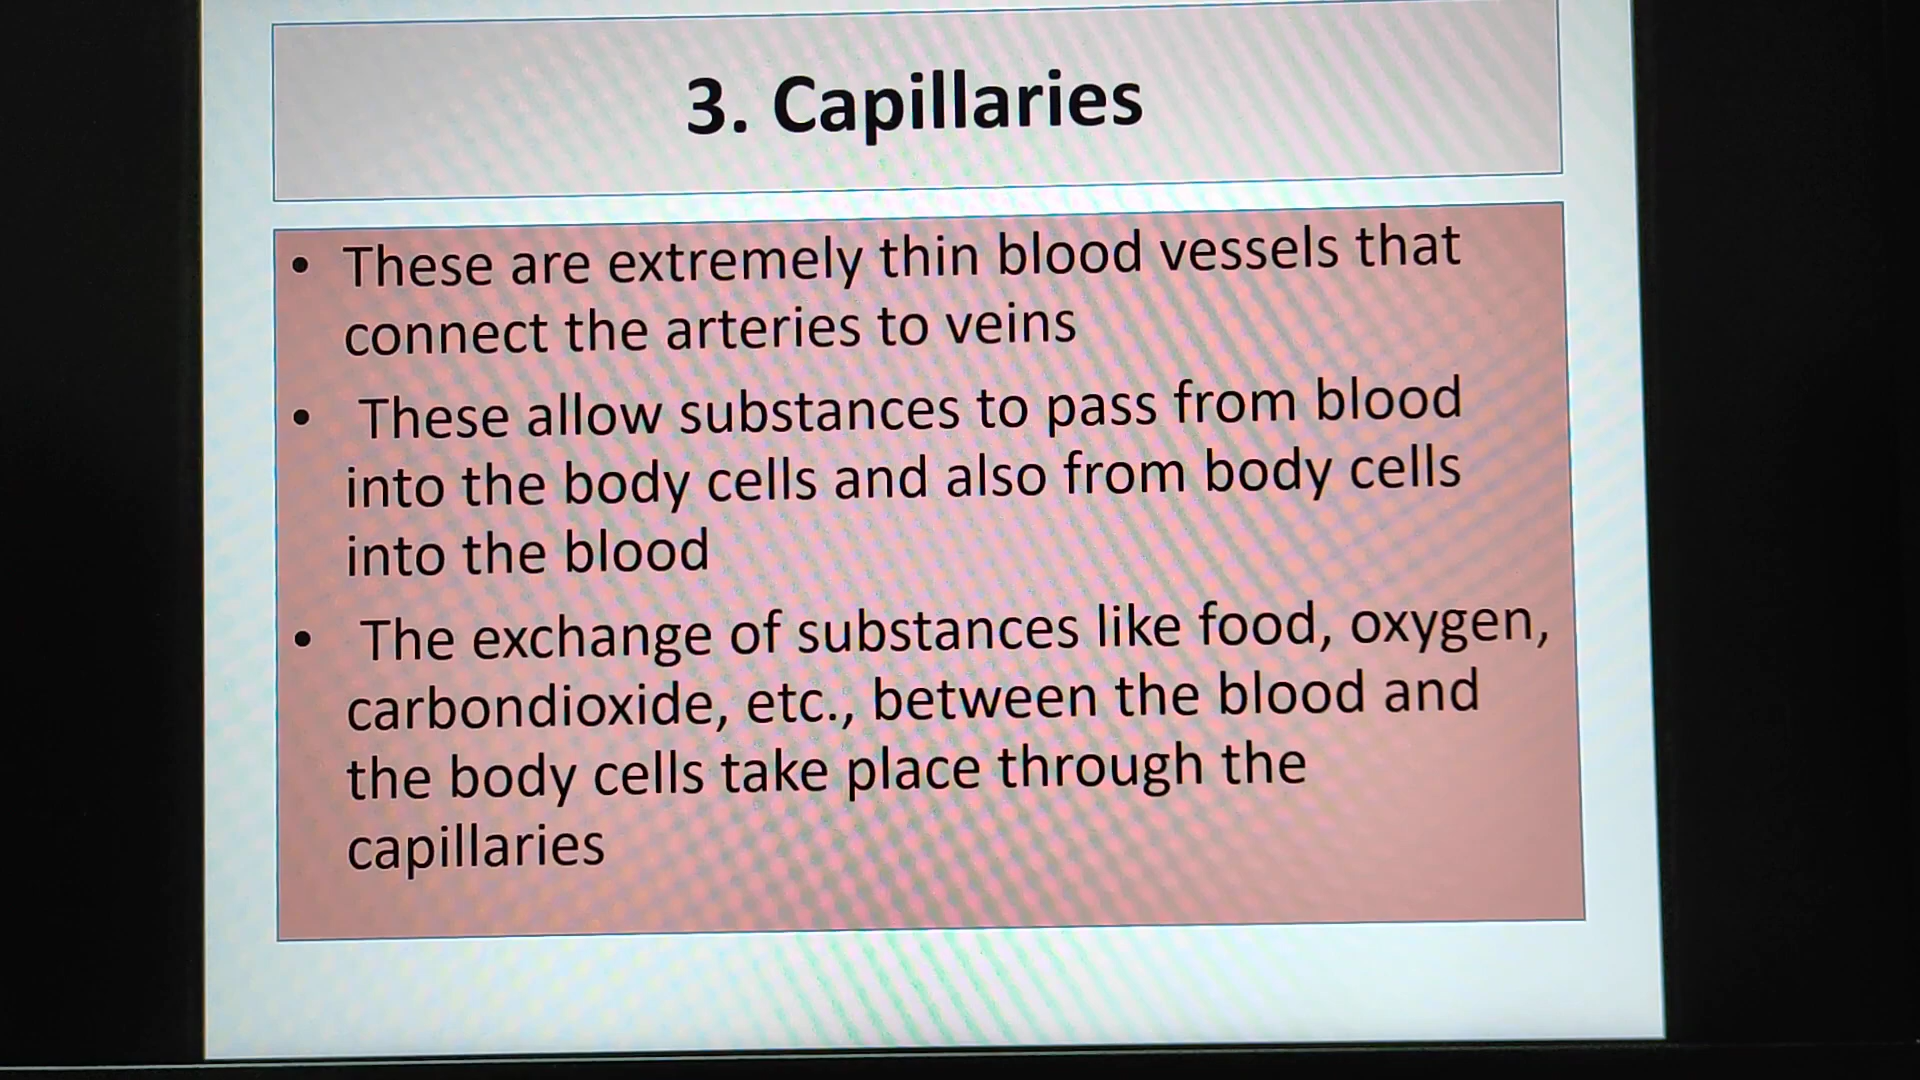 3. Capillaries
• These are extremely thin blood vessels that
connect the arteries to veins
• These allow substances to pass from blood
into the body cells and also from body cells
into the blood
• The exchange of substances like food, oxygen,
carbondioxide, etc., between the blood and
the body cells take place through the
capillaries